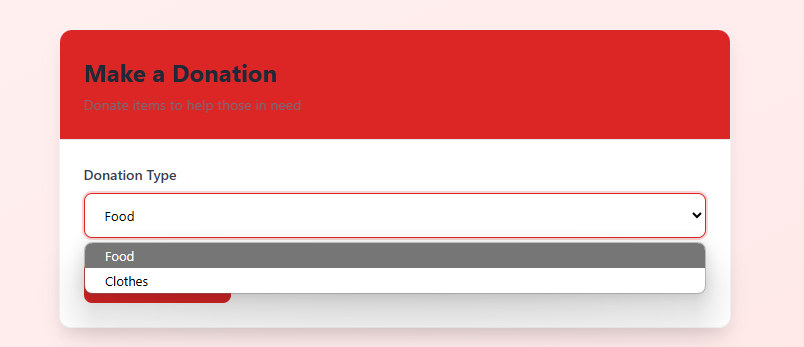 Make a Donation
Donate items to help those in need
Donation Type
Food
Food
Clothes